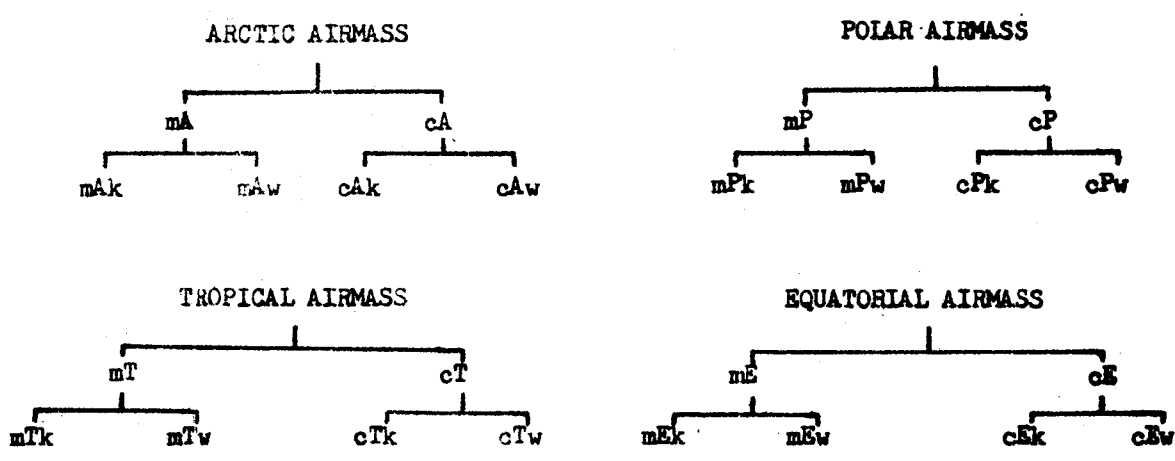 ARCTIC AIRMASS
mA cA
mAk mAw cAk cAw
POLAR AIRMASS
mP cP
mPk mPw cPk cPw
TROPICAL AIRMASS
mT cT
mTk mTw cTk cTw
EQUATORIAL AIRMASS
mE cE
mEk mEw cEk cEw